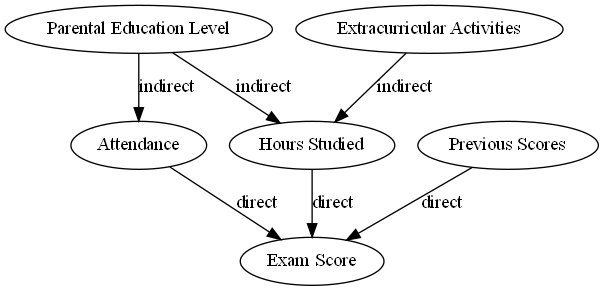 Parental Education Level
Extracurricular Activities
indirect
indirect
indirect
Attendance
Hours Studied
Previous Scores
direct
direct
direct
Exam Score